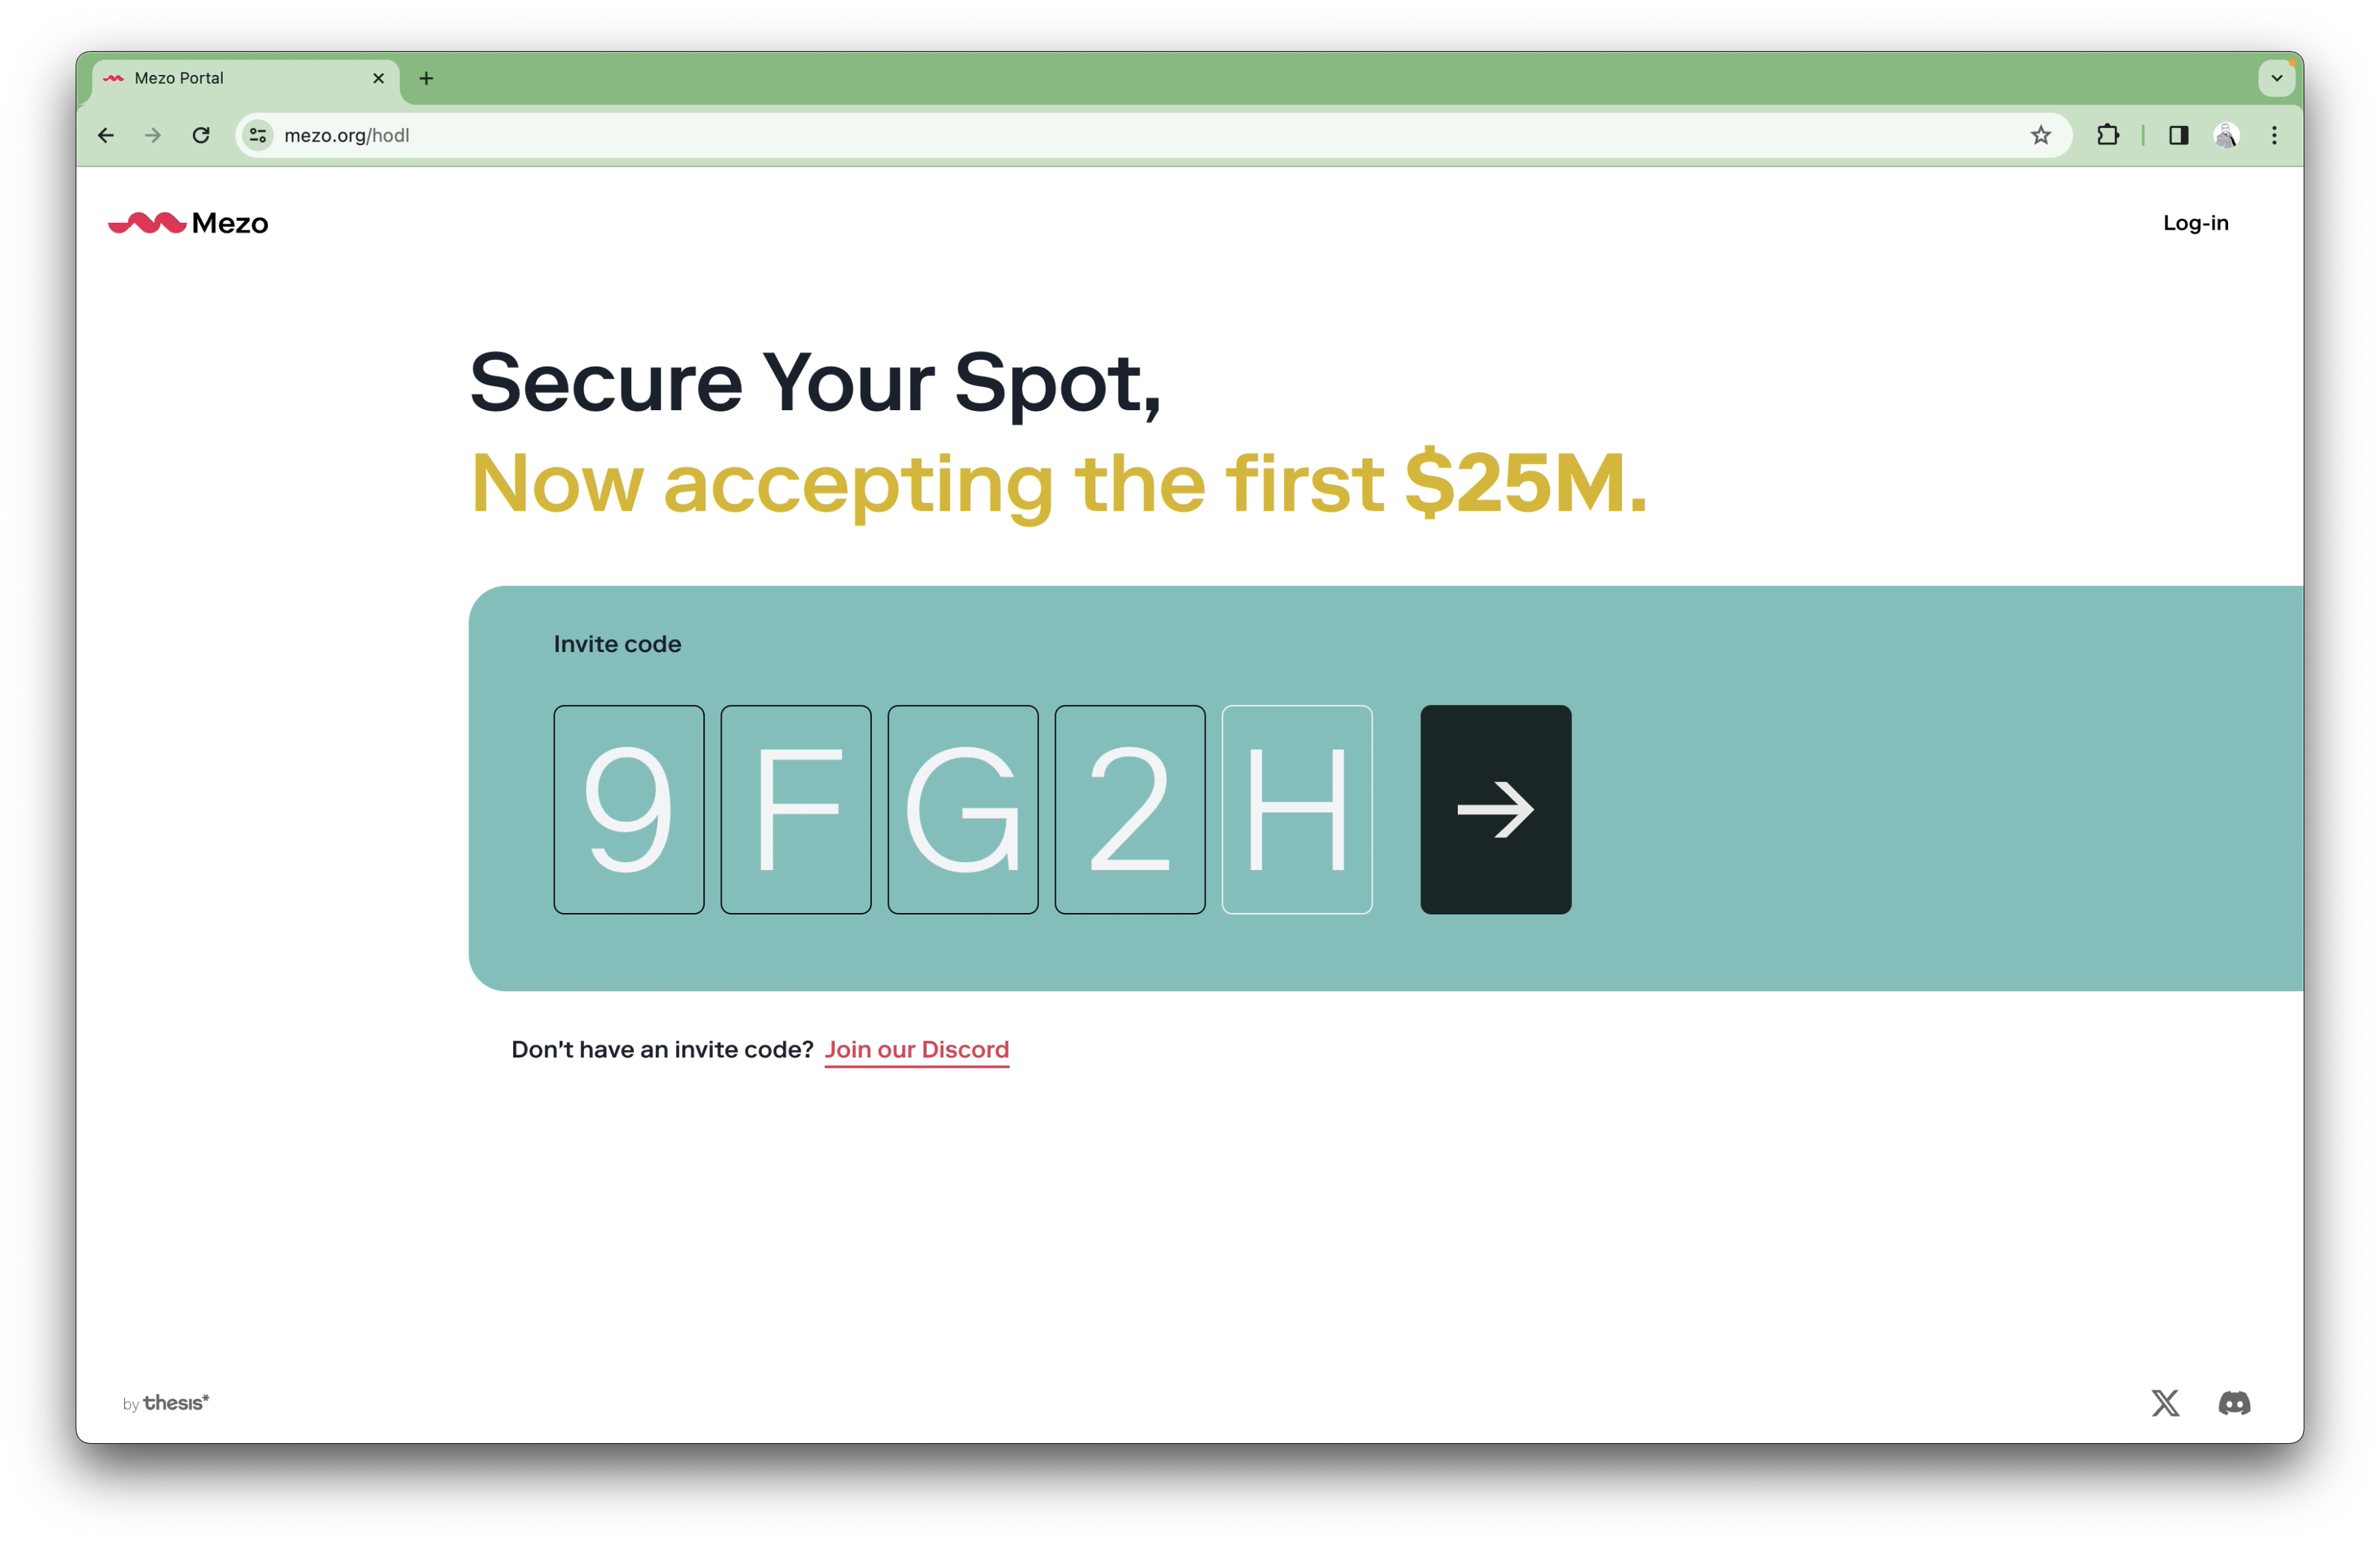 Mezo Portal
mezo.org/hodl
Mezo
Log-in
Secure Your Spot,
Now accepting the first $25M.
Invite code
9 F G 2 H
Don't have an invite code? Join our Discord
by thesis*